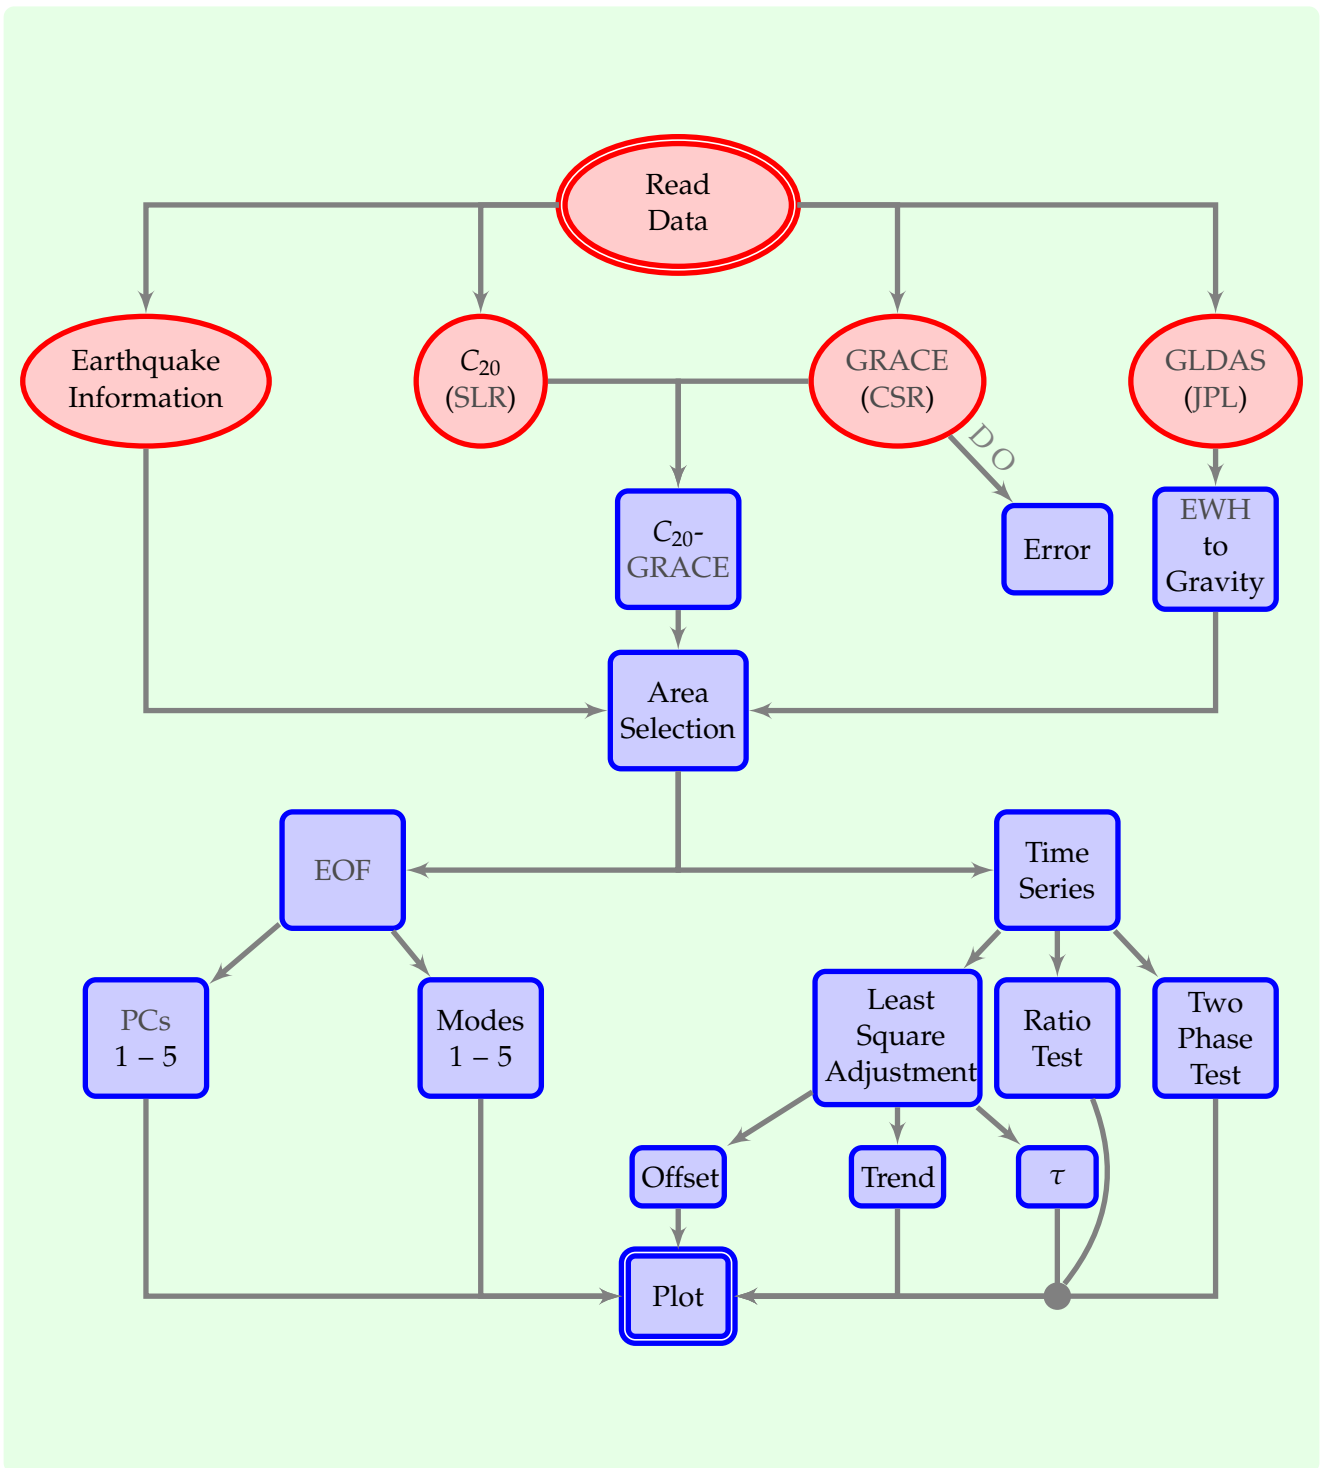 Read
Data
Earthquake
Information
C₂₀
(SLR)
GRACE
(CSR)
GLDAS
(JPL)
DO
C₂₀-
GRACE
Error
EWH
to
Gravity
Area
Selection
EOF
Time
Series
PCs
1 – 5
Modes
1 – 5
Least
Square
Adjustment
Ratio
Test
Two
Phase
Test
Offset
Trend
τ
Plot